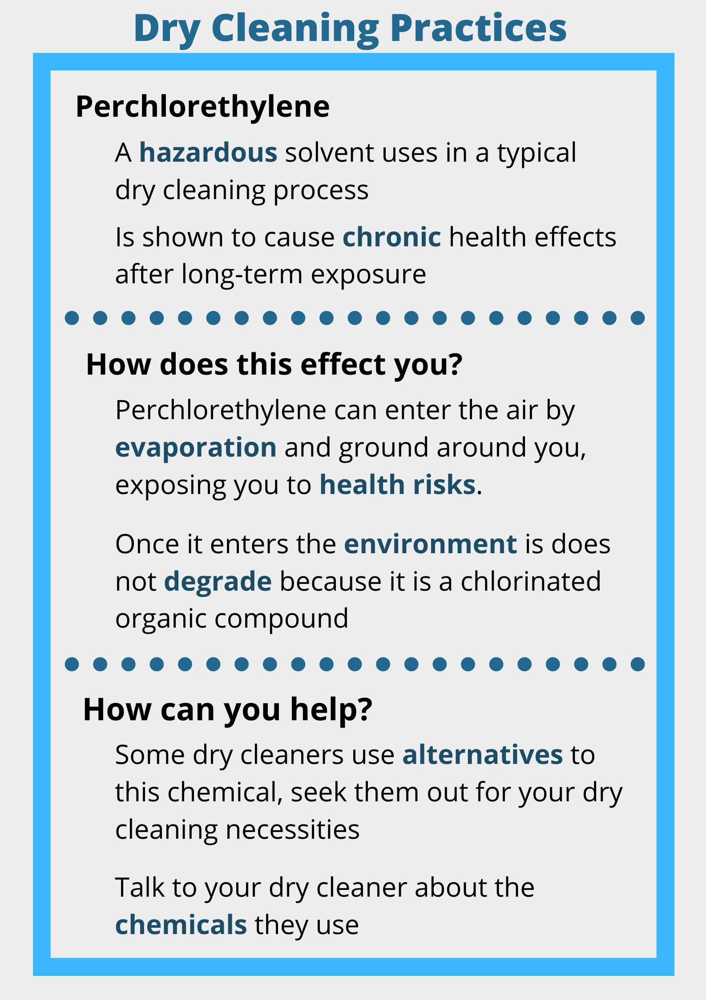 Dry Cleaning Practices
Perchlorethylene
A hazardous solvent uses in a typical
dry cleaning process
Is shown to cause chronic health effects
after long-term exposure
How does this effect you?
Perchlorethylene can enter the air by
evaporation and ground around you,
exposing you to health risks.
Once it enters the environment is does
not degrade because it is a chlorinated
organic compound
How can you help?
Some dry cleaners use alternatives to
this chemical, seek them out for your dry
cleaning necessities
Talk to your dry cleaner about the
chemicals they use